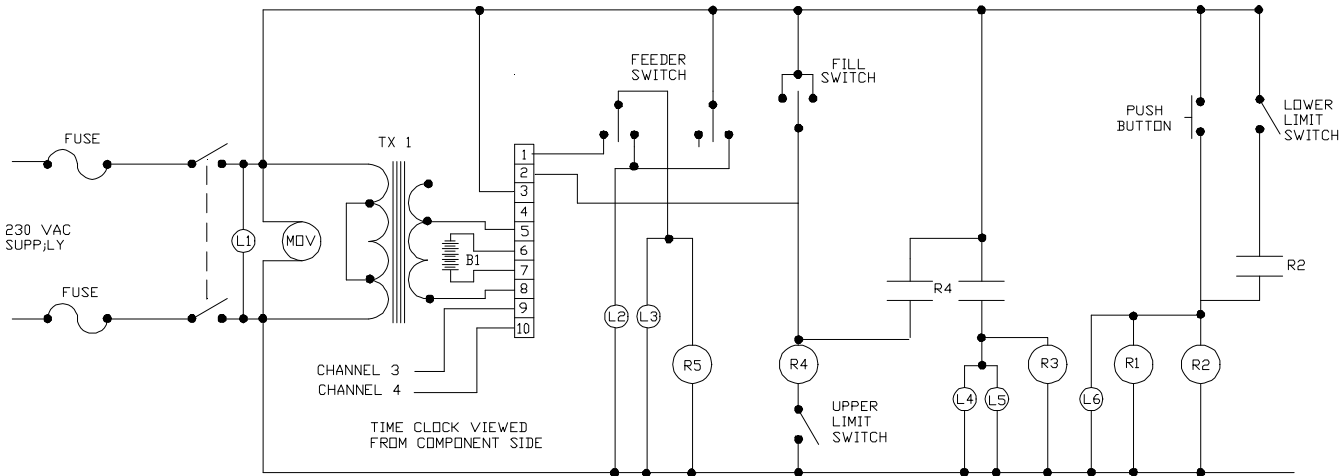 FEEDER
SWITCH
FILL
SWITCH
PUSH
BUTTON
LOWER
LIMIT
SWITCH
FUSE
TX 1
1
2
3
4
5
6
7
8
9
10
230 VAC
SUPP;LY
L1
MOV
B1
R2
R4
FUSE
L2
L3
R5
R4
R3
R1
R2
CHANNEL 3
CHANNEL 4
L4
L5
L6
UPPER
LIMIT
SWITCH
TIME CLOCK VIEWED
FROM COMPONENT SIDE